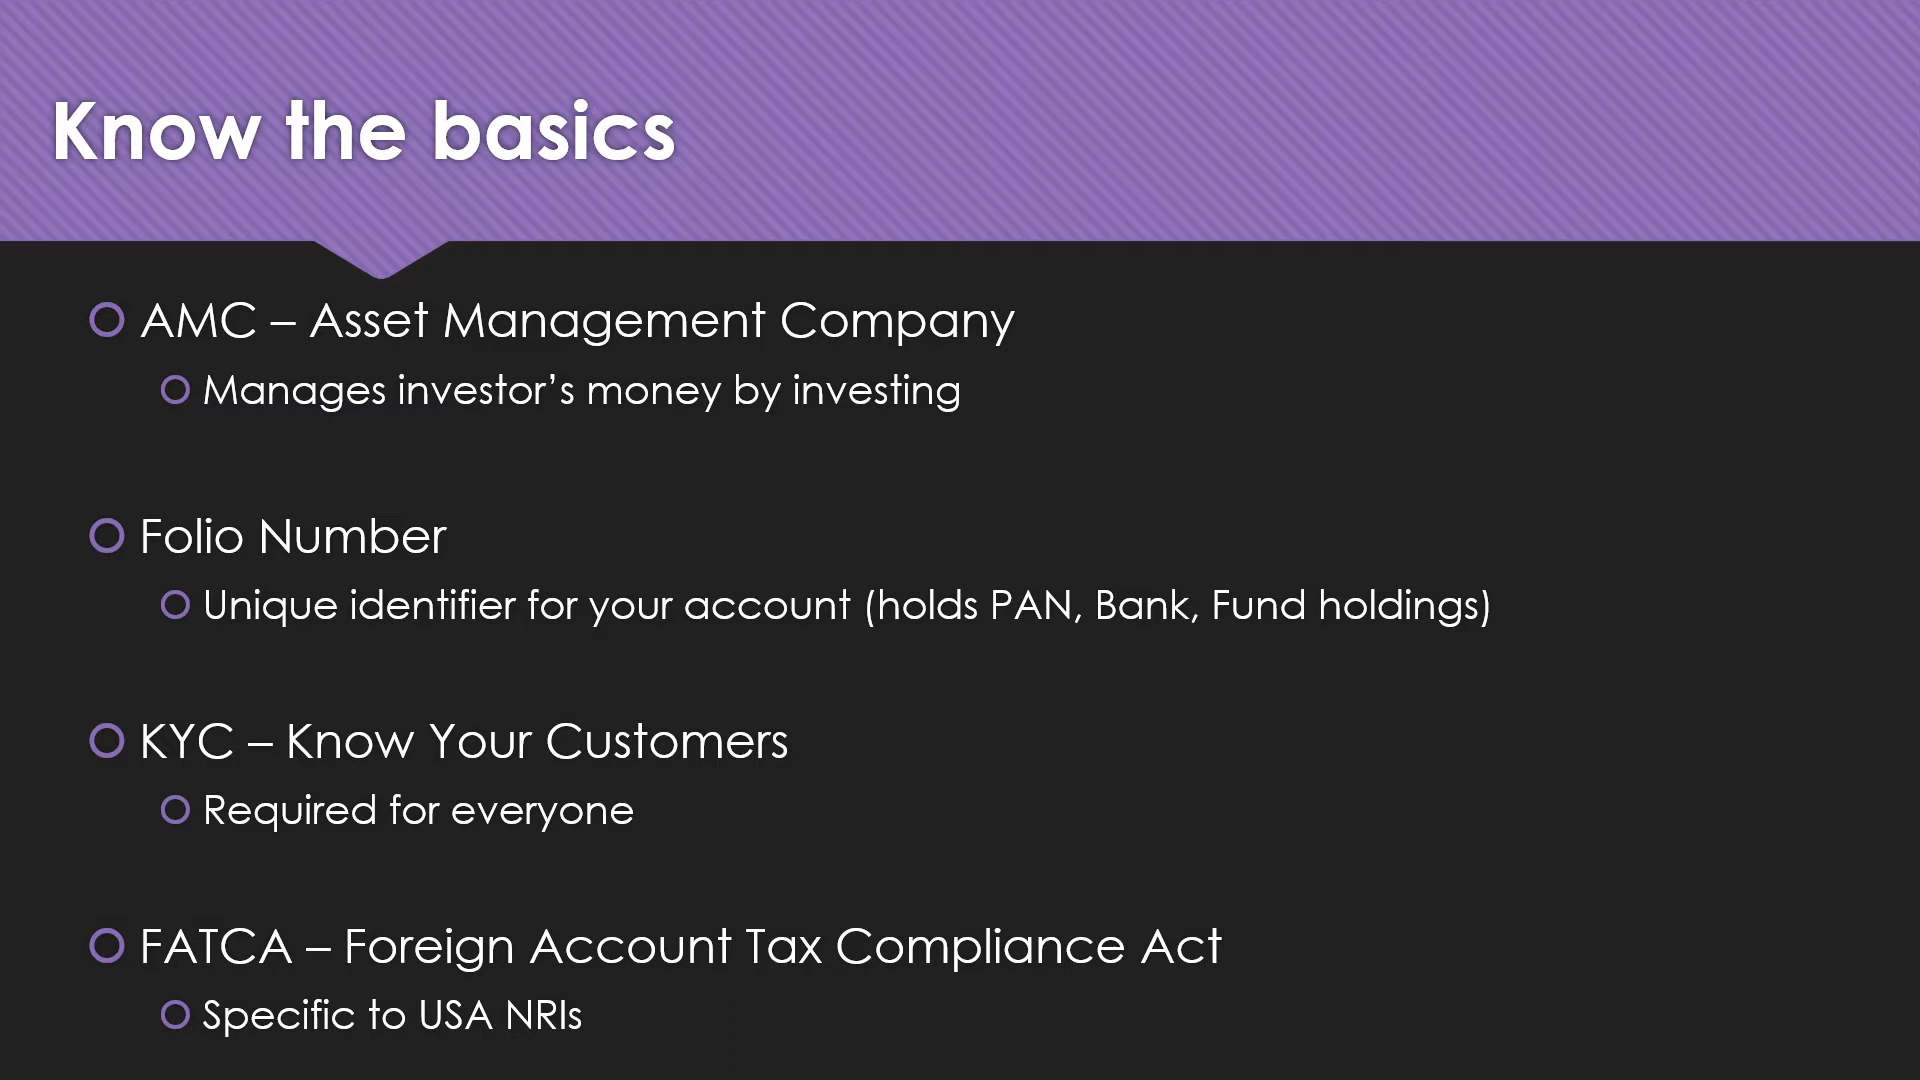 Know the basics
AMC – Asset Management Company
Manages investor’s money by investing
Folio Number
Unique identifier for your account (holds PAN, Bank, Fund holdings)
KYC – Know Your Customers
Required for everyone
FATCA – Foreign Account Tax Compliance Act
Specific to USA NRIs